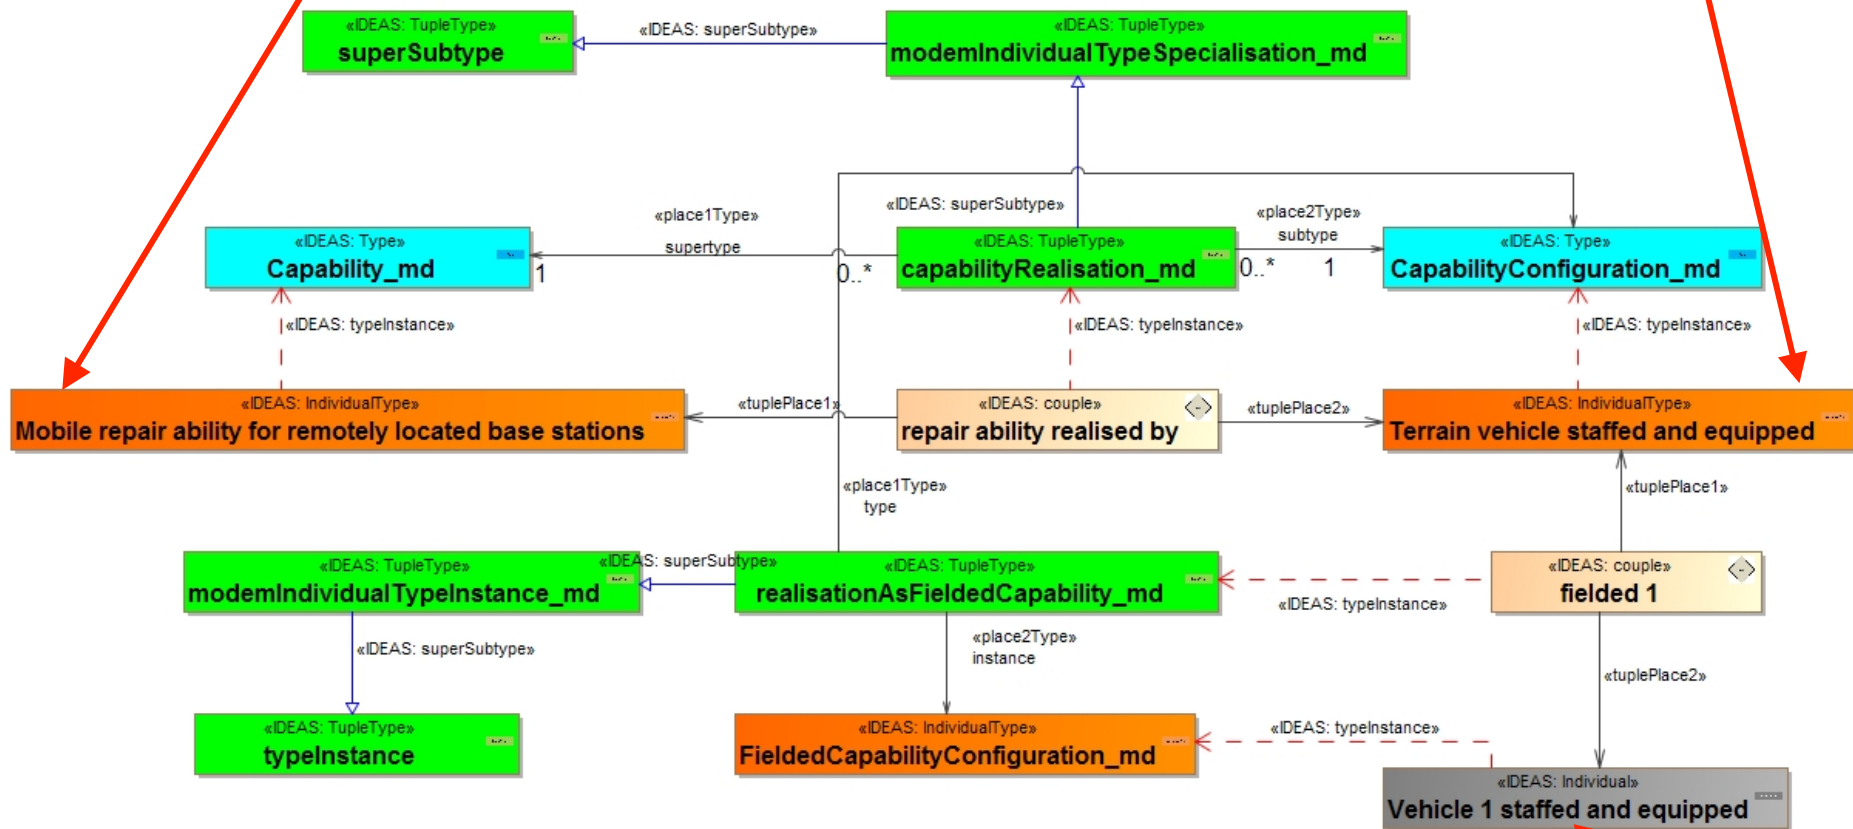 «IDEAS: TupleType»
superSubtype
«IDEAS: superSubtype»
«IDEAS: TupleType»
modemIndividualTypeSpecialisation_md
«IDEAS: superSubtype»
«place1Type»
supertype
«place2Type»
subtype
«IDEAS: Type»
Capability_md
1
0..*
«IDEAS: TupleType»
capabilityRealisation_md
0..*
1
«IDEAS: Type»
CapabilityConfiguration_md
«IDEAS: typeInstance»
«IDEAS: typeInstance»
«IDEAS: typeInstance»
«IDEAS: IndividualType»
Mobile repair ability for remotely located base stations
«tuplePlace1»
«IDEAS: couple»
repair ability realised by
«tuplePlace2»
«IDEAS: IndividualType»
Terrain vehicle staffed and equipped
«place1Type»
type
«tuplePlace1»
«IDEAS: TupleType»
modemIndividualTypeInstance_md
«IDEAS: superSubtype»
«IDEAS: TupleType»
realisationAsFieldedCapability_md
«IDEAS: typeInstance»
«IDEAS: couple»
fielded 1
«IDEAS: superSubtype»
«place2Type»
instance
«tuplePlace2»
«IDEAS: TupleType»
typeInstance
«IDEAS: IndividualType»
FieldedCapabilityConfiguration_md
«IDEAS: typeInstance»
«IDEAS: Individual»
Vehicle 1 staffed and equipped